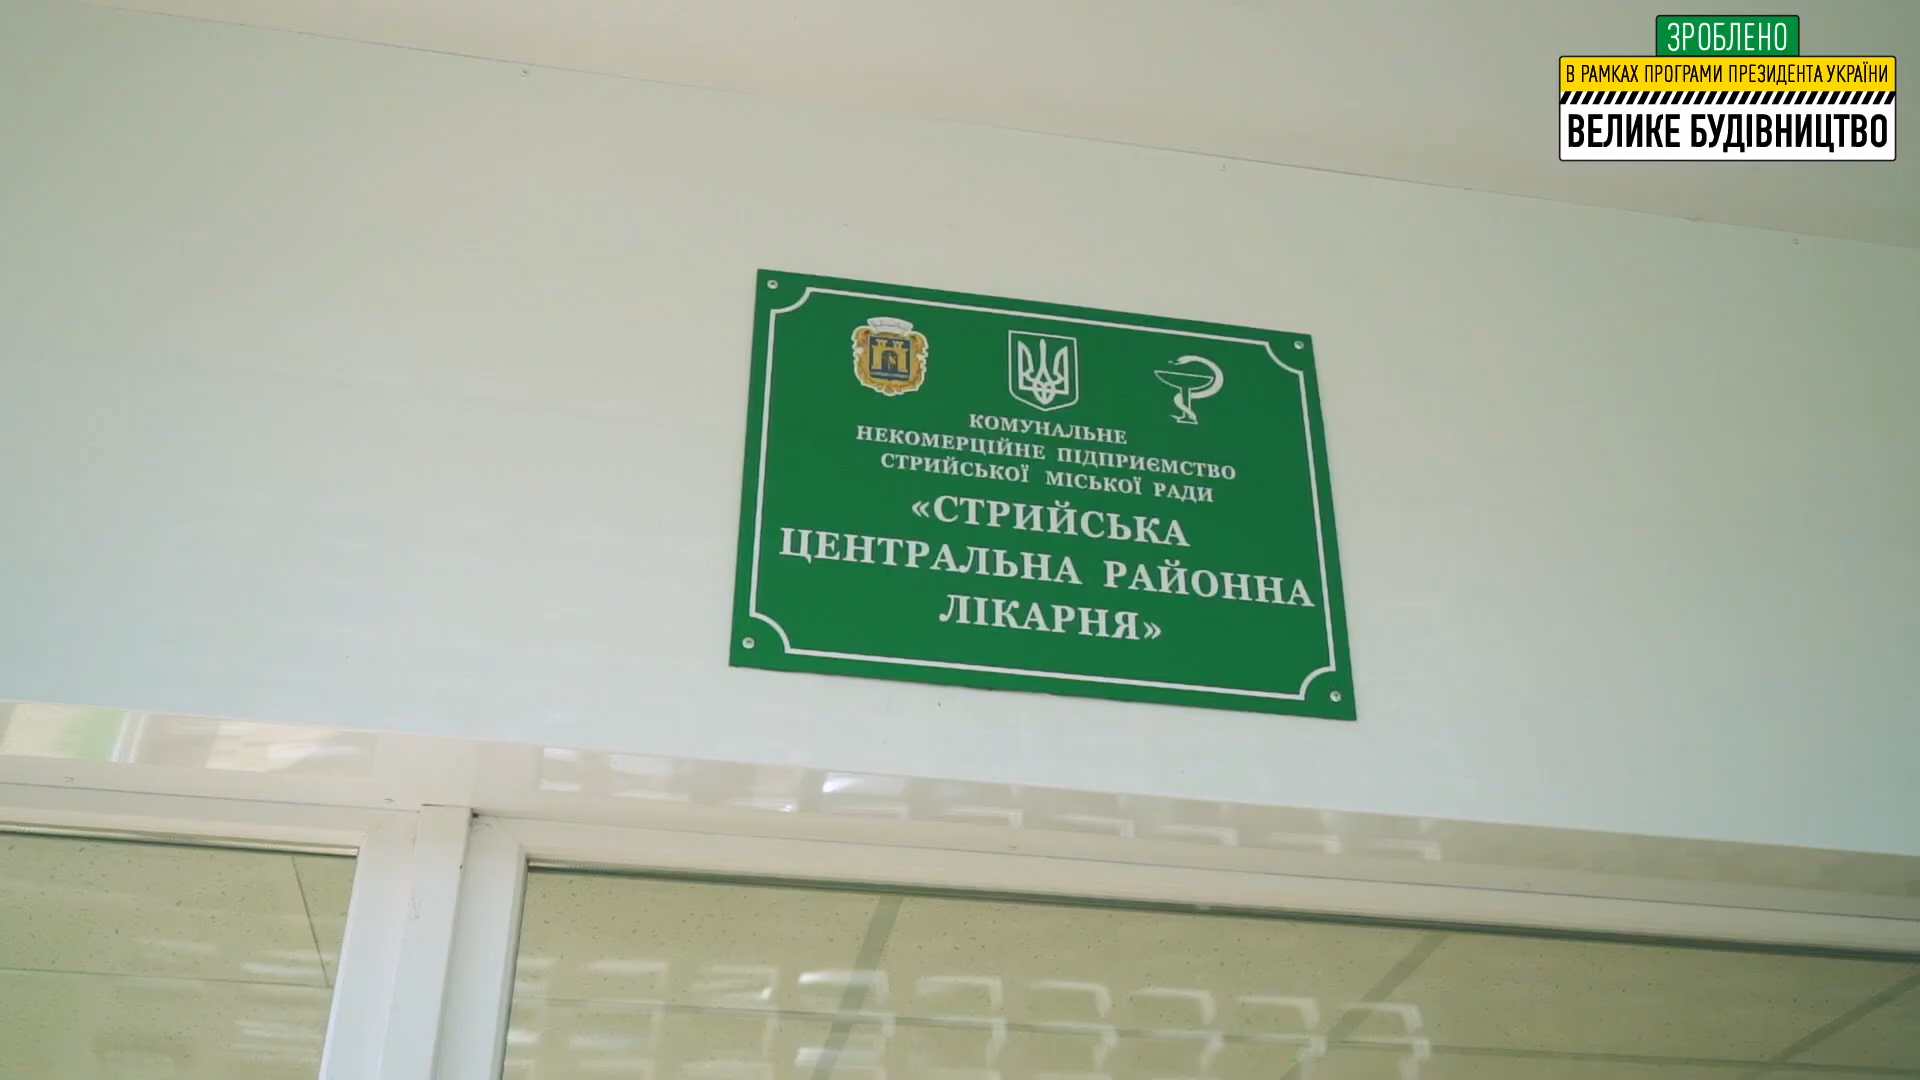 ЗРОБЛЕНО
В РАМКАХ ПРОГРАМИ ПРЕЗИДЕНТА УКРАЇНИ
ВЕЛИКЕ БУДІВНИЦТВО
КОМУНАЛЬНЕ
НЕКОМЕРЦІЙНЕ ПІДПРИЄМСТВО
СТРИЙСЬКОЇ МІСЬКОЇ РАДИ
«СТРИЙСЬКА
ЦЕНТРАЛЬНА РАЙОННА
ЛІКАРНЯ»